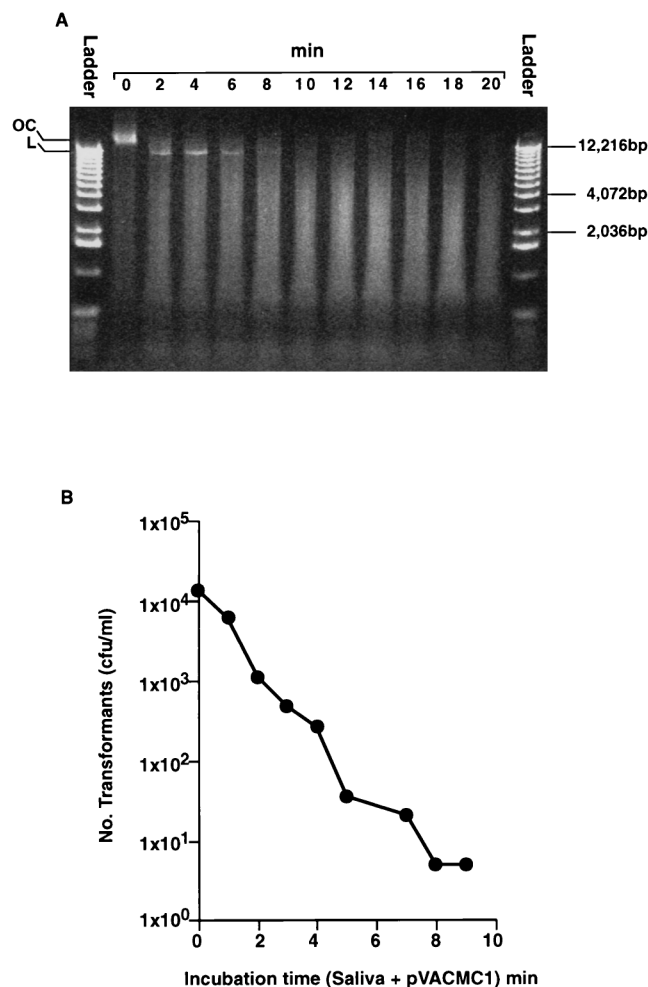 A
Ladder
min
Ladder
0 2 4 6 8 10 12 14 16 18 20
OC
L
12,216bp
4,072bp
2,036bp
B
No. Transformants (cfu/ml)
1x10⁵
1x10⁴
1x10³
1x10²
1x10¹
1x10⁰
0 2 4 6 8 10
Incubation time (Saliva + pVACMC1) min